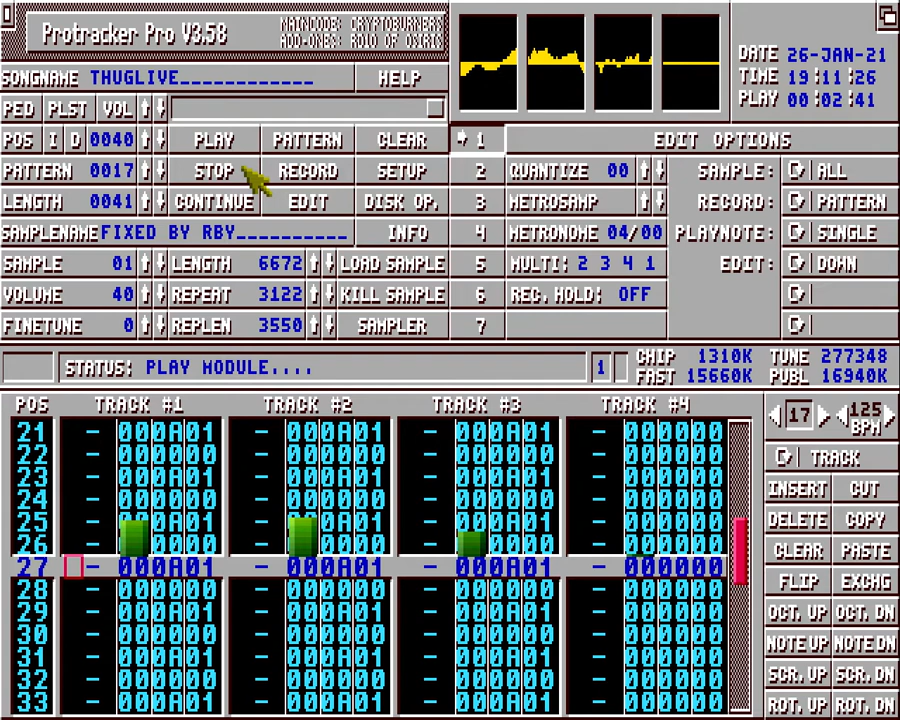 Protracker Pro V3.58
MAINCODE: CRYPTOBURNERS
ADD-ONES: ROLD OF OSIRIS
SONGNAME THUGLIVE____________ HELP
PED PLST VOL
POS I D 0040 PLAY PATTERN CLEAR
PATTERN 0017 STOP RECORD SETUP
LENGTH 0041 CONTINUE EDIT DISK OP.
SAMPLENAME FIXED BY RBY__________ INFO
SAMPLE 01 LENGTH 6672 LOAD SAMPLE
VOLUME 40 REPEAT 3122 KILL SAMPLE
FINETUNE 0 REPLEN 3550 SAMPLER
DATE 26-JAN-21
TIME 19:11:26
PLAY 00:02:41
1 EDIT OPTIONS
2 QUANTIZE 00 SAMPLE: ALL
3 METROSAMP RECORD: PATTERN
4 METRONOME 04/00 PLAYNOTE: SINGLE
5 MULTI: 2 3 4 1 EDIT: DOWN
6 REC. HOLD: OFF
7
STATUS: PLAY MODULE.... 1
CHIP 1310K TUNE 277348
FAST 15660K PUBL 16940K
POS TRACK #1 TRACK #2 TRACK #3 TRACK #4
21 - 000A01 - 000A01 - 000A01 - 000000
22 - 000000 - 000000 - 000000 - 000000
23 - 000A01 - 000A01 - 000A01 - 000000
24 - 000000 - 000000 - 000000 - 000000
25 - 000A01 - 000A01 - 000A01 - 000000
26 - 000000 - 000000 - 000000 - 000000
27 - 000A01 - 000A01 - 000A01 - 000000
28 - 000000 - 000000 - 000000 - 000000
29 - 000A01 - 000A01 - 000A01 - 000000
30 - 000000 - 000000 - 000000 - 000000
31 - 000A01 - 000A01 - 000A01 - 000000
32 - 000000 - 000000 - 000000 - 000000
33 - 000A01 - 000A01 - 000A01 - 000000
17 125 BPM
TRACK
INSERT CUT
DELETE COPY
CLEAR PASTE
FLIP EXCHG
OCT. UP OCT. DN
NOTE UP NOTE DN
SCR. UP SCR. DN
ROT. UP ROT. DN